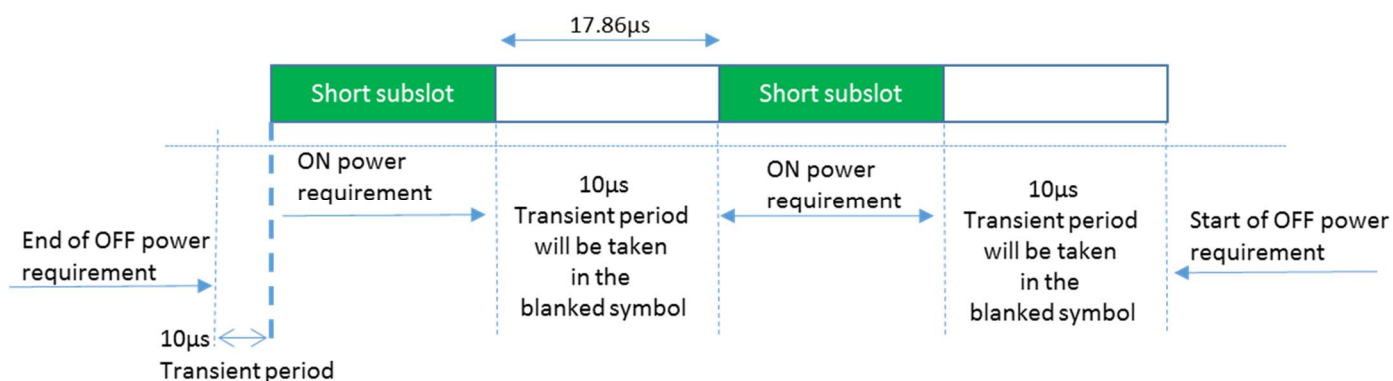 17.86µs
Short subslot
Short subslot
ON power
requirement
10µs
Transient period
will be taken
in the
blanked symbol
ON power
requirement
10µs
Transient period
will be taken
in the
blanked symbol
End of OFF power
requirement
Start of OFF power
requirement
10µs
Transient period